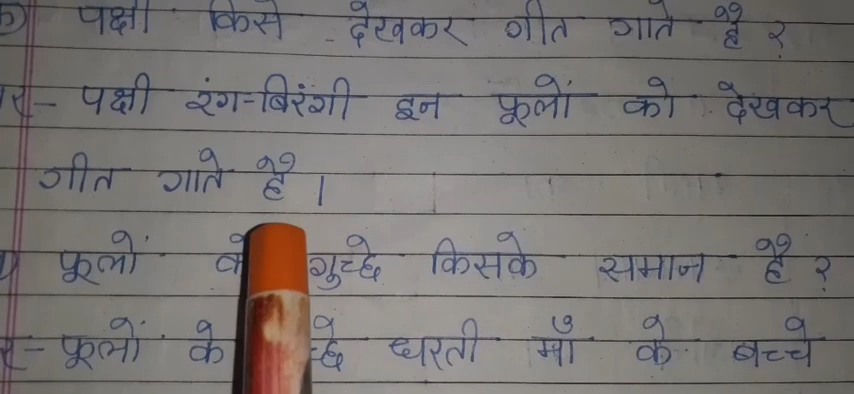 पक्षी किसे देखकर गीत गाते है ?
पक्षी रंग-बिरंगी इन फूलों को देखकर
गीत गाते है ।
फूलों के गुच्छे किसके समान है ?
फूलों के धरती माँ के बच्चे